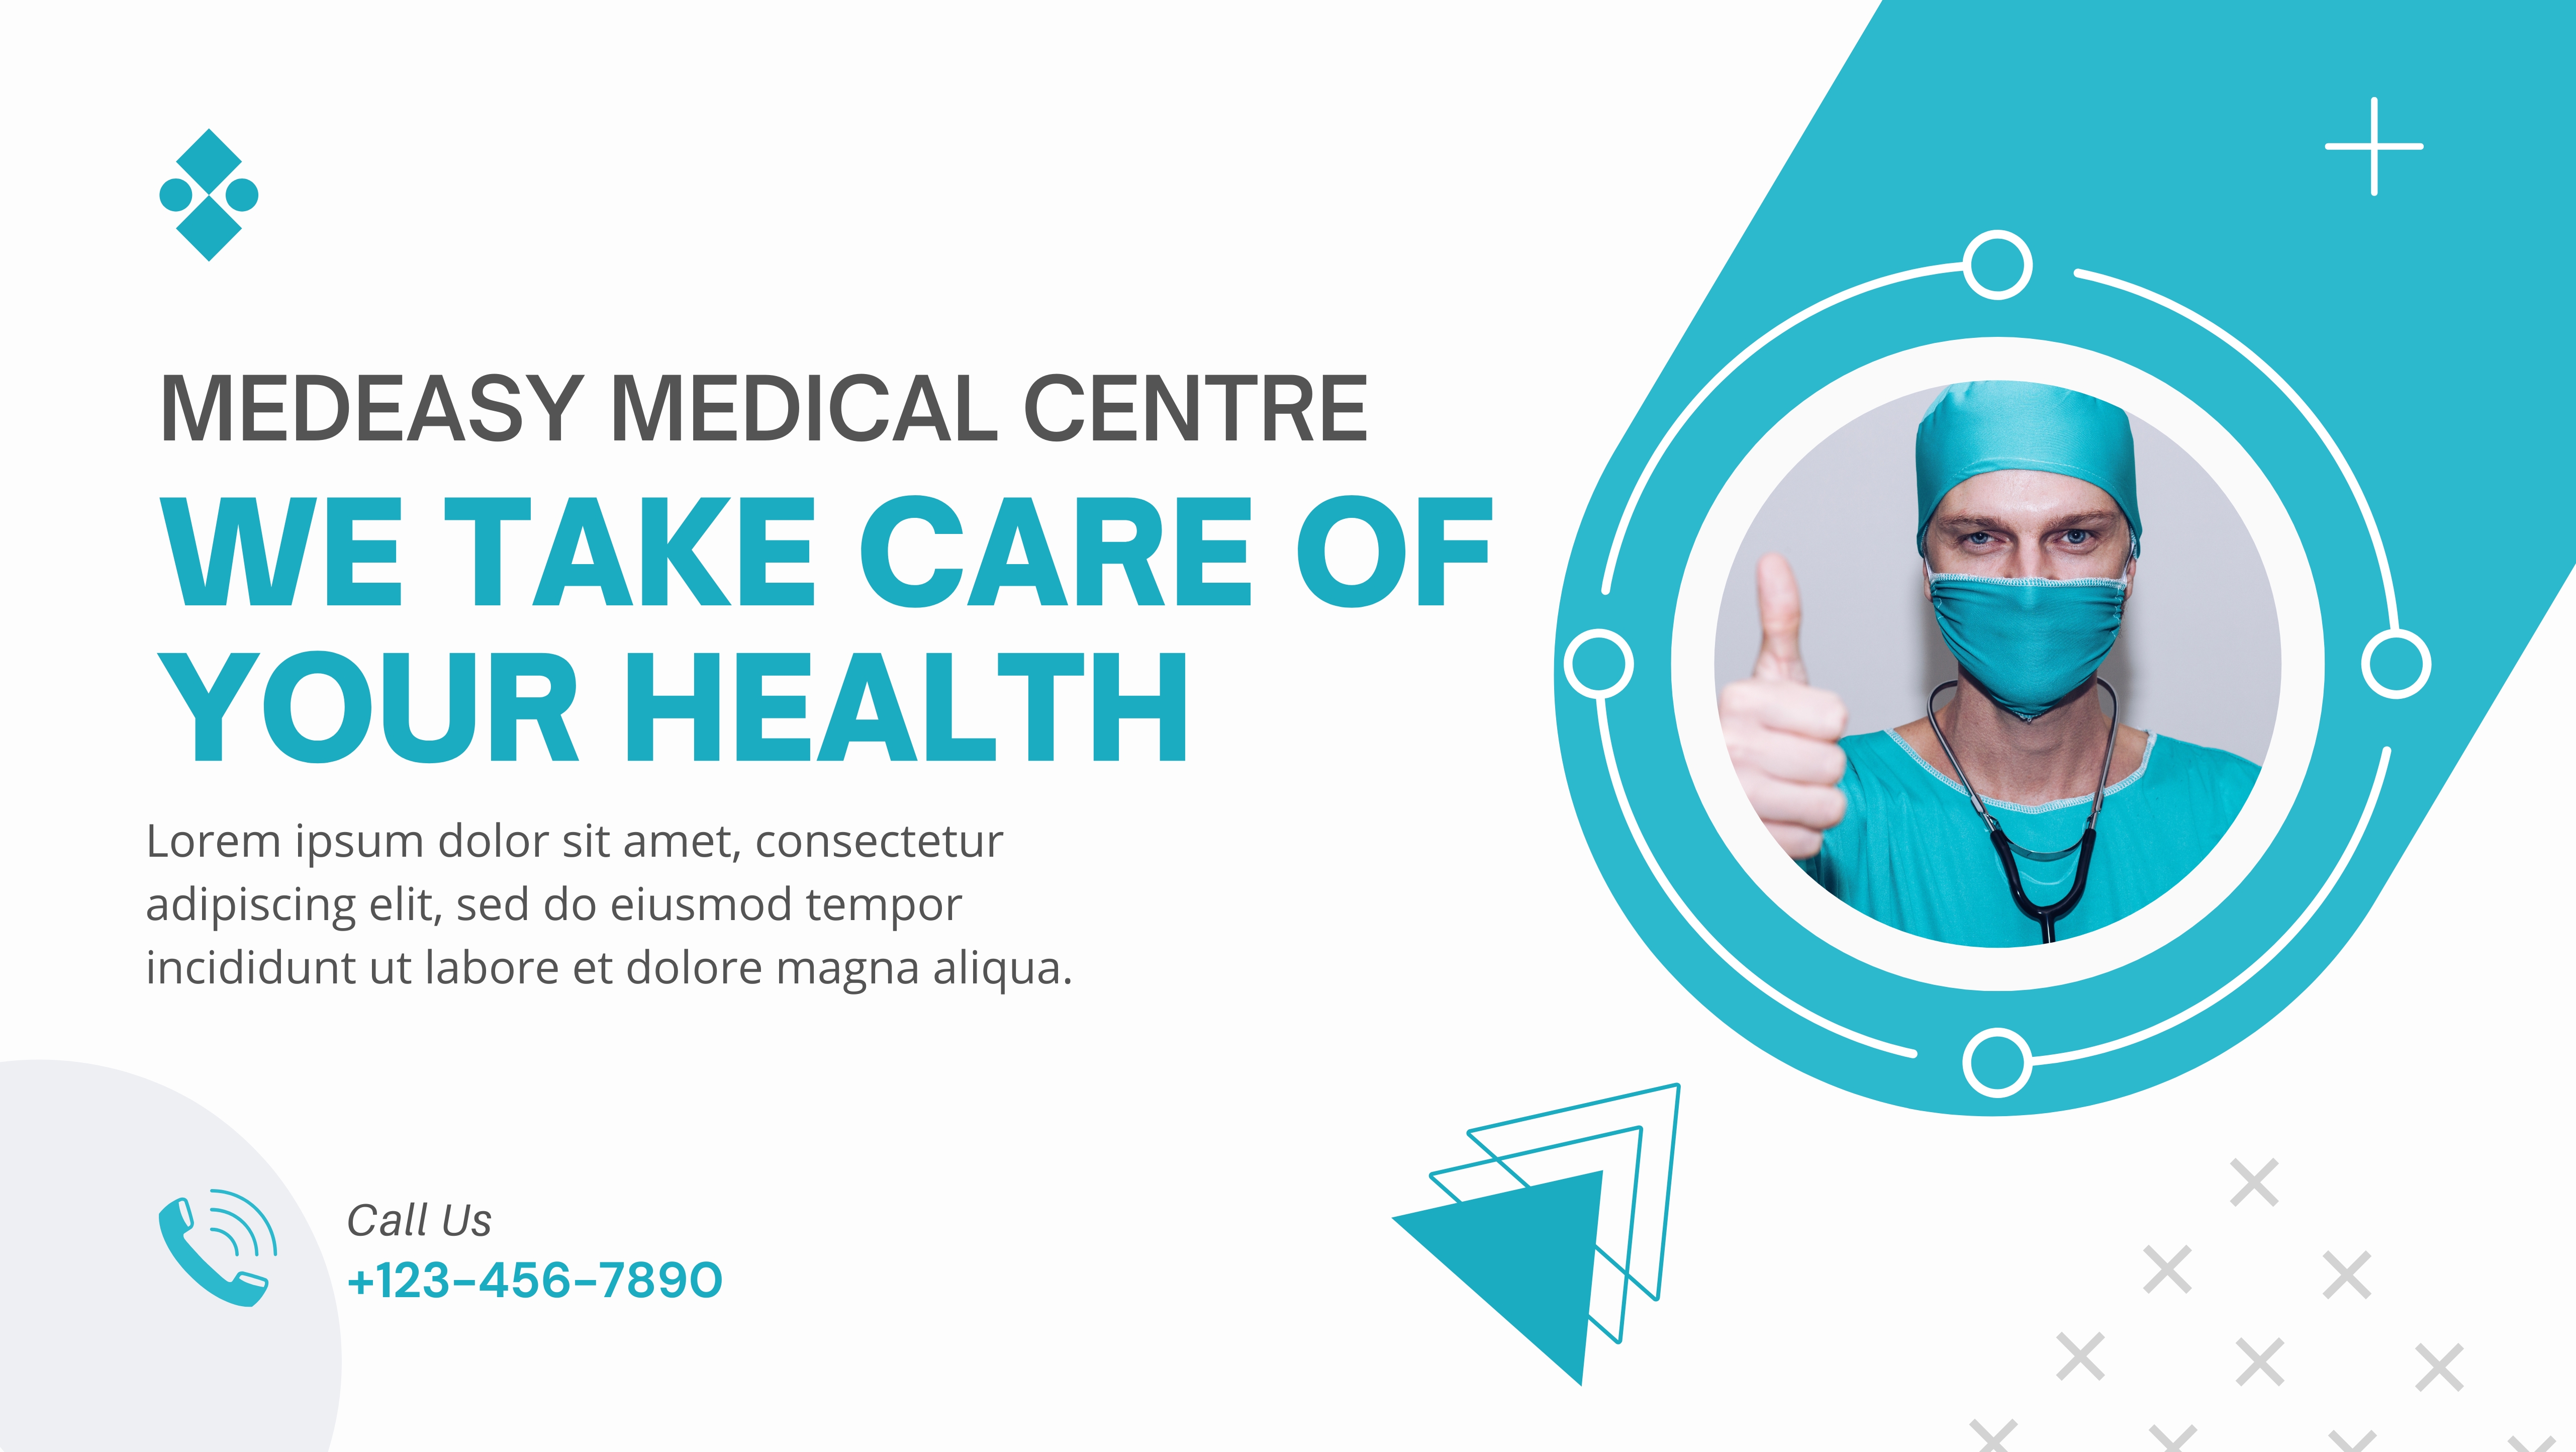 MEDEASY MEDICAL CENTRE
WE TAKE CARE OF
YOUR HEALTH
Lorem ipsum dolor sit amet, consectetur
adipiscing elit, sed do eiusmod tempor
incididunt ut labore et dolore magna aliqua.
Call Us
+123-456-7890